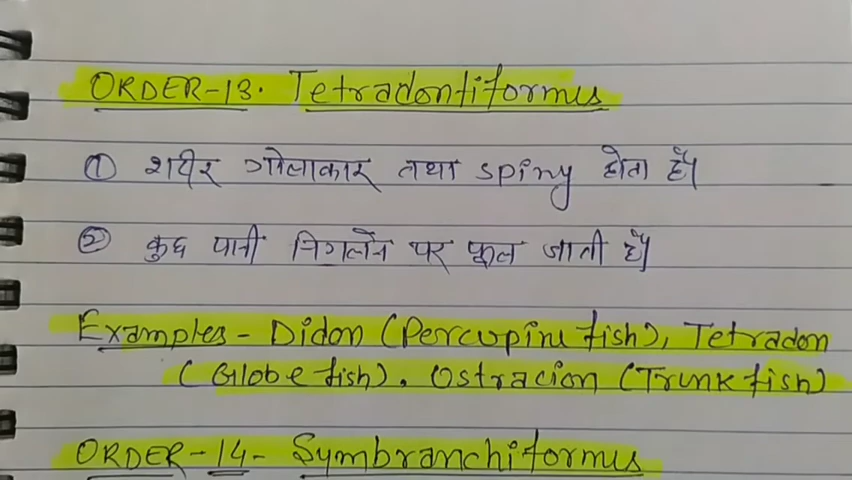 ORDER-13. Tetradontiformus
① शरीर गोलाकार तथा spiny होता है।
② कुछ पानी निगलने पर फूल जाती है।
Examples - Didon (Percupine fish), Tetradon
(Globe fish), Ostracion (Trunk fish)
ORDER-14- Symbranchiformus